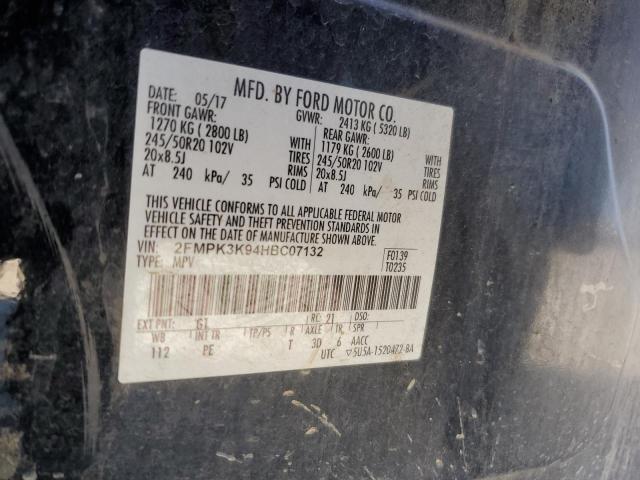 MFD. BY FORD MOTOR CO.
DATE: 05/17 GVWR: 2413 KG ( 5320 LB)
FRONT GAWR: REAR GAWR:
1270 KG ( 2800 LB) WITH 1179 KG ( 2600 LB) WITH
245/50R20 102V TIRES 245/50R20 102V TIRES
20x8.5J RIMS 20x8.5J RIMS
AT 240 kPa/ 35 PSI COLD AT 240 kPa/ 35 PSI COLD
THIS VEHICLE CONFORMS TO ALL APPLICABLE FEDERAL MOTOR
VEHICLE SAFETY AND THEFT PREVENTION STANDARDS IN
EFFECT ON THE DATE OF MANUFACTURE SHOWN ABOVE.
VIN: 2FMPK3K94HBC07132 F0139
TYPE: MPV T0235
EXT PNT: G1 RC: 21 DSO:
WB INT TR TP/PS R AXLE TR SPR
112 PE T 3D 6 AACC
UTC ▽5U5A-1520472-BA